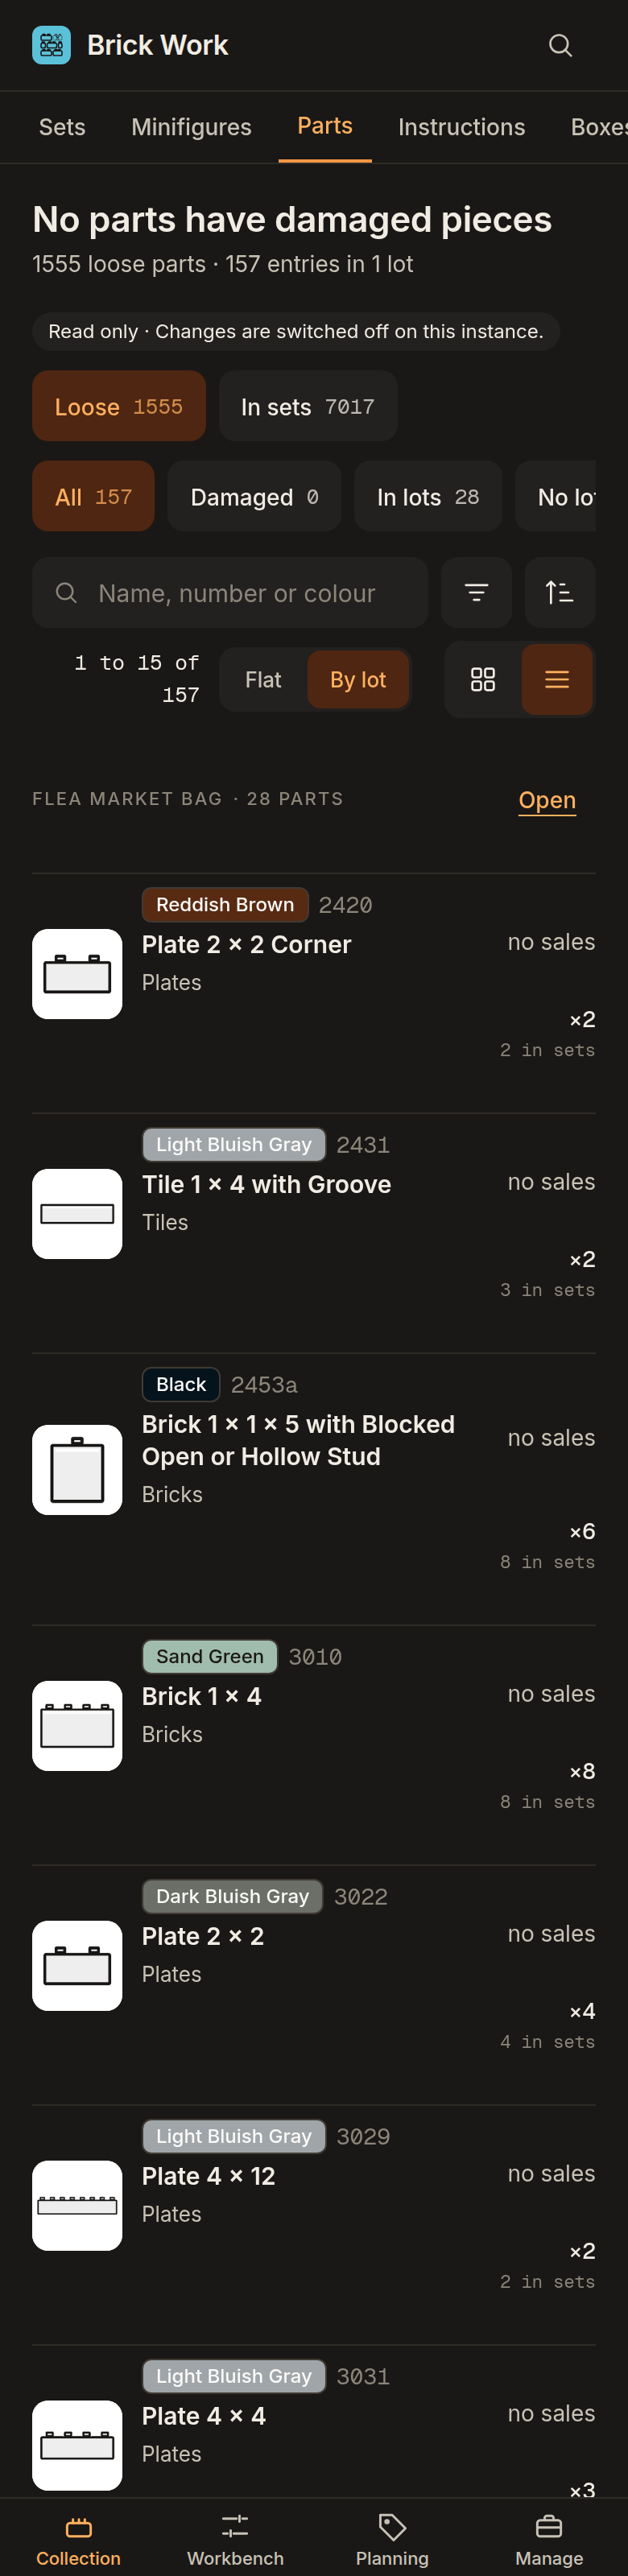 Brick Work
Sets Minifigures Parts Instructions Boxes
No parts have damaged pieces
1555 loose parts · 157 entries in 1 lot
Read only · Changes are switched off on this instance.
Loose 1555 In sets 7017
All 157 Damaged 0 In lots 28 No lot
Name, number or colour
1 to 15 of
157
Flat By lot
FLEA MARKET BAG · 28 PARTS Open
Reddish Brown 2420
Plate 2 × 2 Corner
no sales
Plates
×2
2 in sets
Light Bluish Gray 2431
Tile 1 × 4 with Groove
no sales
Tiles
×2
3 in sets
Black 2453a
Brick 1 × 1 × 5 with Blocked
Open or Hollow Stud
no sales
Bricks
×6
8 in sets
Sand Green 3010
Brick 1 × 4
no sales
Bricks
×8
8 in sets
Dark Bluish Gray 3022
Plate 2 × 2
no sales
Plates
×4
4 in sets
Light Bluish Gray 3029
Plate 4 × 12
no sales
Plates
×2
2 in sets
Light Bluish Gray 3031
Plate 4 × 4
no sales
Plates
×3
Collection Workbench Planning Manage